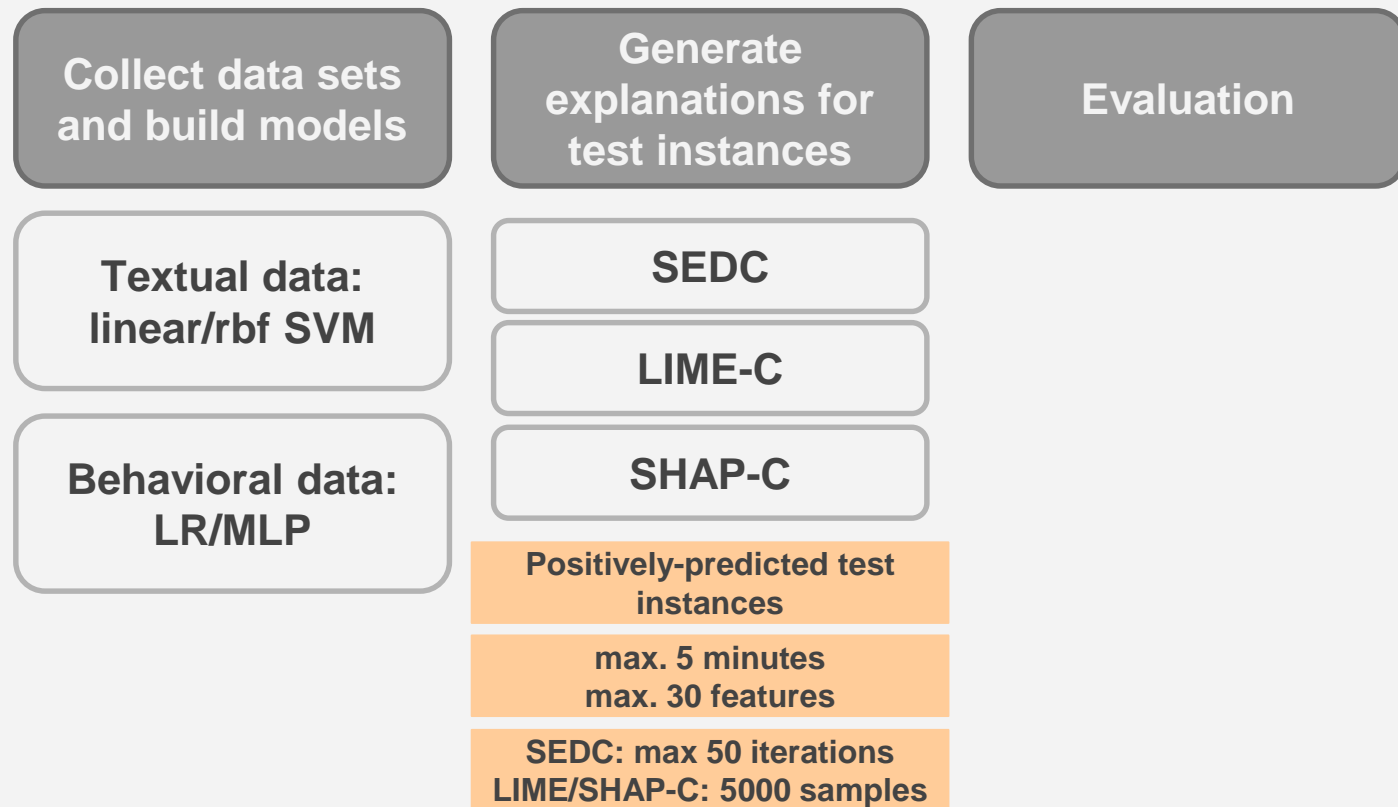 Collect data sets
and build models
Textual data:
linear/rbf SVM
Behavioral data:
LR/MLP
Generate
explanations for
test instances
SEDC
LIME-C
SHAP-C
Positively-predicted test
instances
max. 5 minutes
max. 30 features
SEDC: max 50 iterations
LIME/SHAP-C: 5000 samples
Evaluation